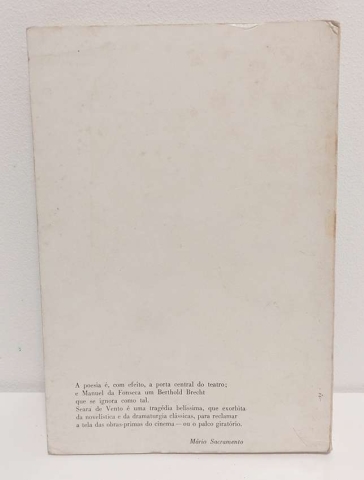 A poesia é, com efeito, a porta central do teatro;
e Manuel da Fonseca um Berthold Brecht
que se ignora como tal.
Seara de Vento é uma tragédia belíssima, que exorbita
da novelística e da dramaturgia clássicas, para reclamar
a tela das obras-primas do cinema — ou o palco giratório.
Mário Sacramento